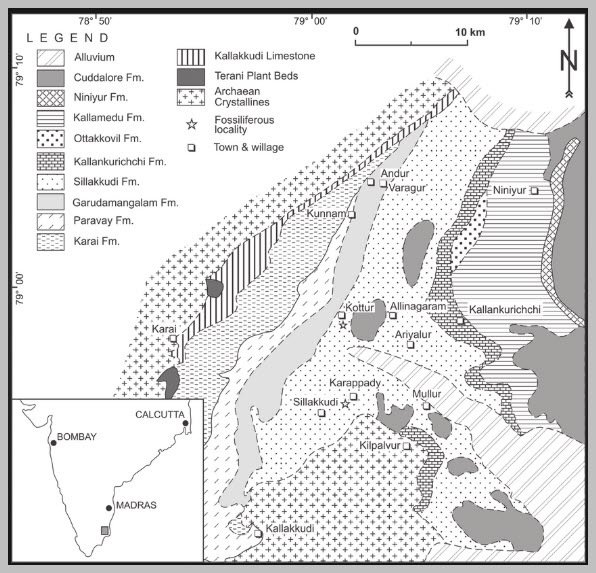 78° 50'
79° 00'
79° 10'
79° 10'
79° 00'
LEGEND
Alluvium
Cuddalore Fm.
Niniyur Fm.
Kallamedu Fm.
Ottakkovil Fm.
Kallankurichchi Fm.
Sillakkudi Fm.
Garudamangalam Fm.
Paravay Fm.
Karai Fm.
Kallakkudi Limestone
Terani Plant Beds
Archaean
Crystallines
Fossiliferous
locality
Town & willage
0
10 km
N
Andur
Varagur
Niniyur
Kunnam
Kottur
Allinagaram
Kallankurichchi
Karai
Ariyalur
Karappady
Mullur
Sillakkudi
Kilpalvur
Kallakkudi
CALCUTTA
BOMBAY
MADRAS